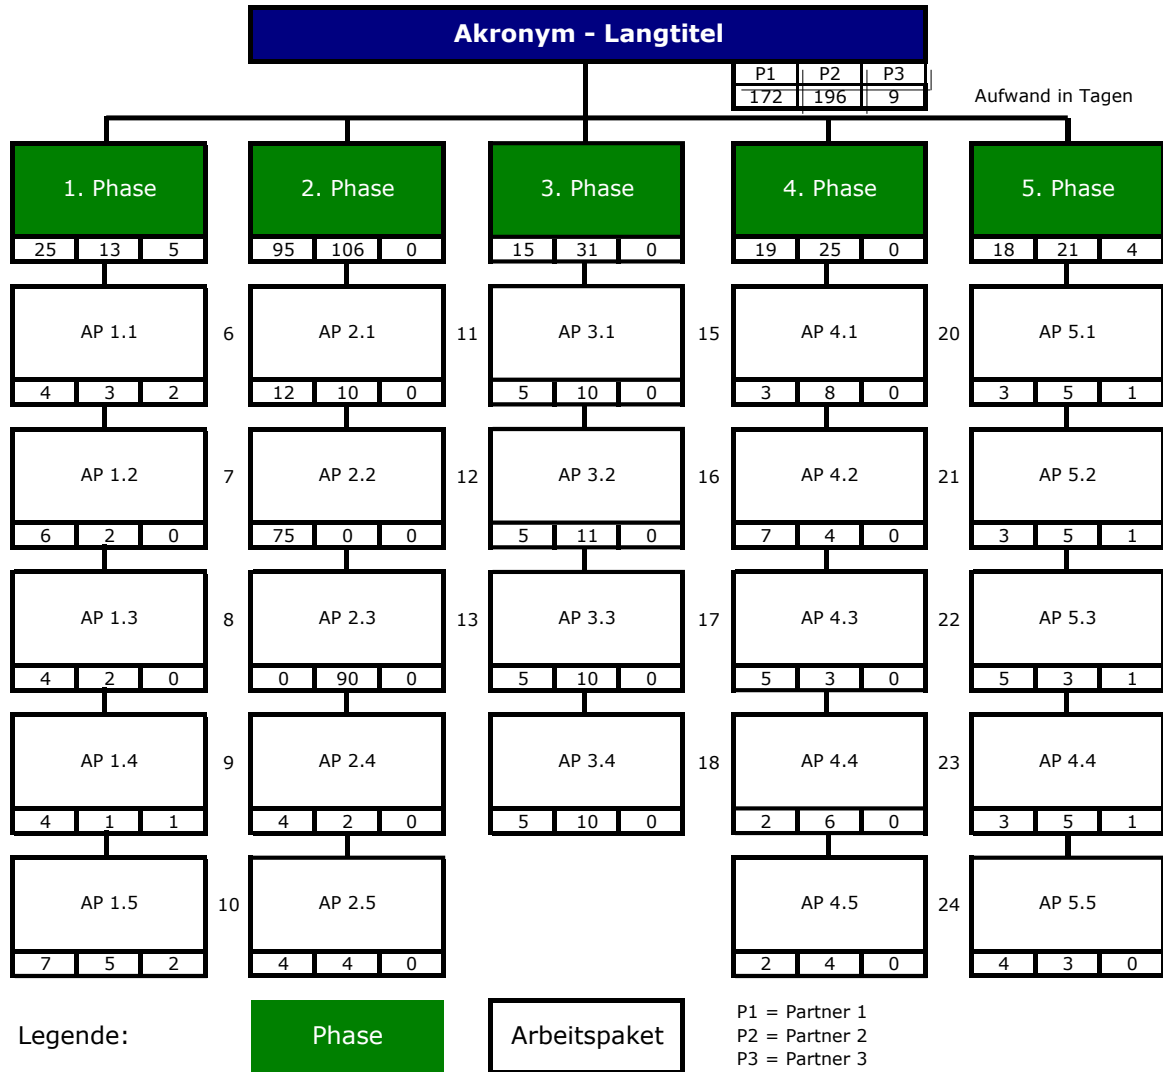 Akronym - Langtitel
P1 P2 P3
172 196 9 Aufwand in Tagen
1. Phase 2. Phase 3. Phase 4. Phase 5. Phase
25 13 5 95 106 0 15 31 0 19 25 0 18 21 4
AP 1.1 6 AP 2.1 11 AP 3.1 15 AP 4.1 20 AP 5.1
4 3 2 12 10 0 5 10 0 3 8 0 3 5 1
AP 1.2 7 AP 2.2 12 AP 3.2 16 AP 4.2 21 AP 5.2
6 2 0 75 0 0 5 11 0 7 4 0 3 5 1
AP 1.3 8 AP 2.3 13 AP 3.3 17 AP 4.3 22 AP 5.3
4 2 0 0 90 0 5 10 0 5 3 0 5 3 1
AP 1.4 9 AP 2.4 AP 3.4 18 AP 4.4 23 AP 4.4
4 1 1 4 2 0 5 10 0 2 6 0 3 5 1
AP 1.5 10 AP 2.5 AP 4.5 24 AP 5.5
7 5 2 4 4 0 2 4 0 4 3 0
Legende: Phase Arbeitspaket
P1 = Partner 1
P2 = Partner 2
P3 = Partner 3